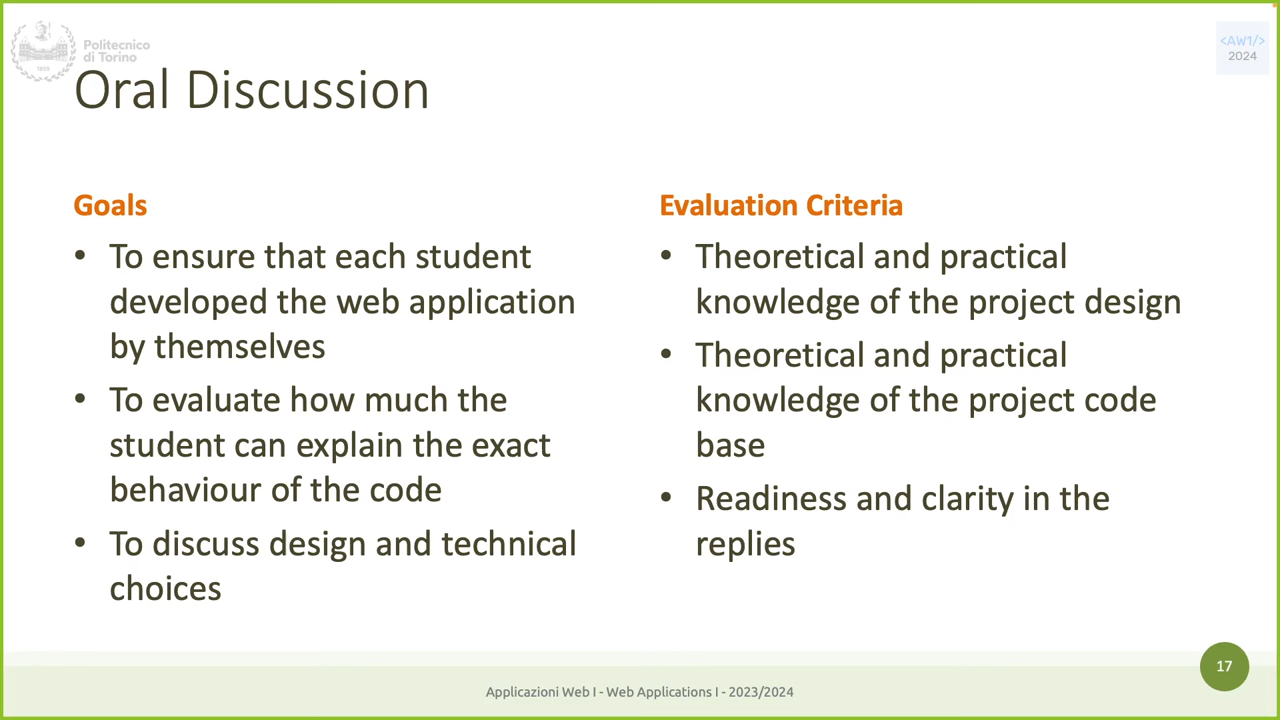 Politecnico
di Torino
1859
<AW1/>
2024
Oral Discussion
Goals
• To ensure that each student
developed the web application
by themselves
• To evaluate how much the
student can explain the exact
behaviour of the code
• To discuss design and technical
choices
Evaluation Criteria
• Theoretical and practical
knowledge of the project design
• Theoretical and practical
knowledge of the project code
base
• Readiness and clarity in the
replies
17
Applicazioni Web I - Web Applications I - 2023/2024